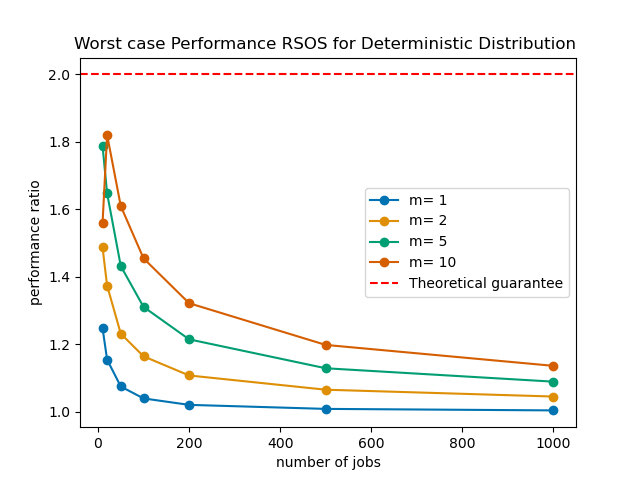 Worst case Performance RSOS for Deterministic Distribution
performance ratio
2.0
1.8
1.6
1.4
1.2
1.0
m= 1
m= 2
m= 5
m= 10
Theoretical guarantee
0
200
400
600
800
1000
number of jobs